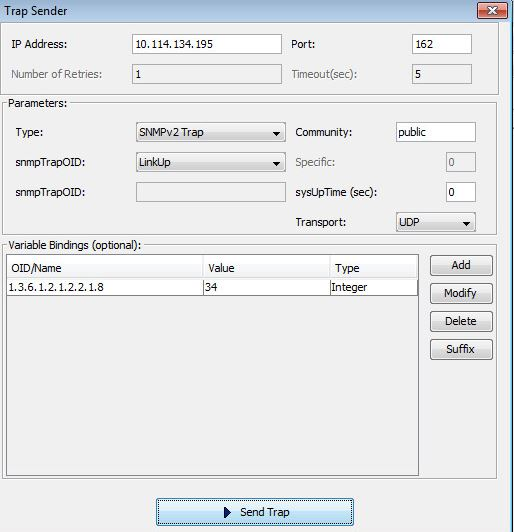 Trap Sender
IP Address: 10.114.134.195 Port: 162
Number of Retries: 1 Timeout(sec): 5
Parameters:
Type: SNMPv2 Trap Community: public
snmpTrapOID: LinkUp Specific: 0
snmpTrapOID: sysUpTime (sec): 0
Transport: UDP
Variable Bindings (optional):
OID/Name Value Type Add
1.3.6.1.2.1.2.2.1.8 34 Integer
Modify
Delete
Suffix
Send Trap